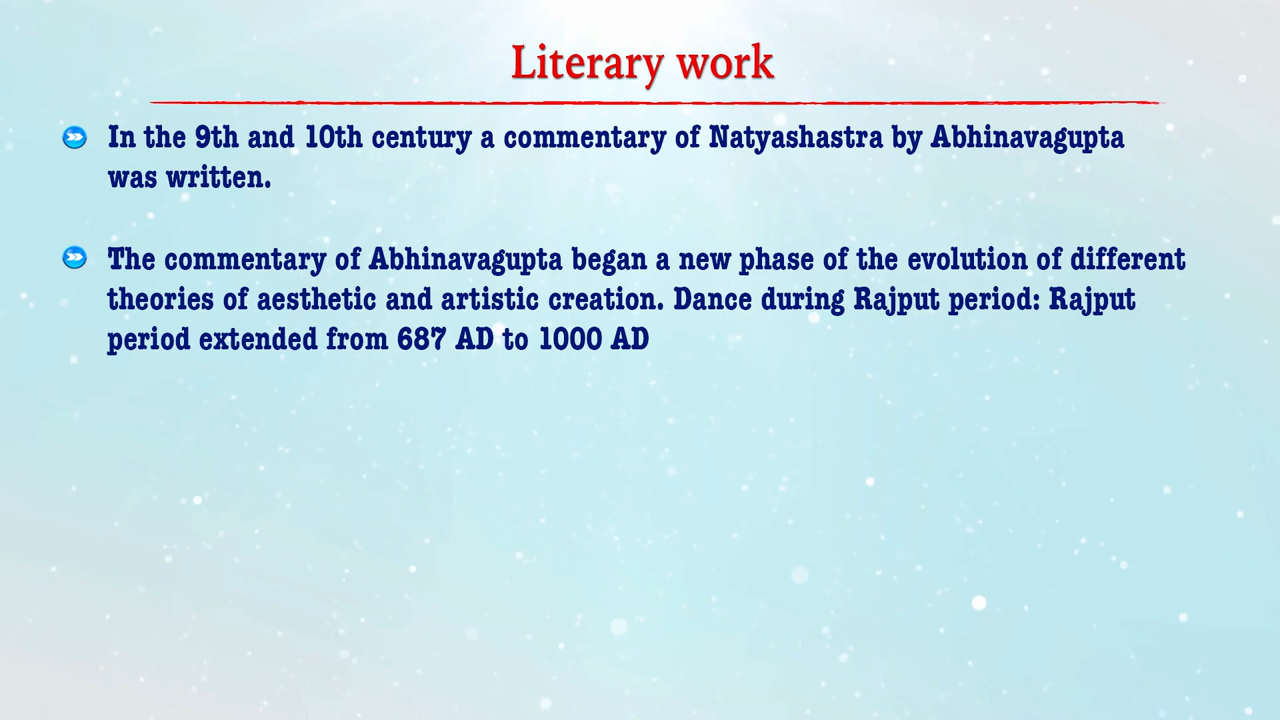 Literary work
In the 9th and 10th century a commentary of Natyashastra by Abhinavagupta
was written.
The commentary of Abhinavagupta began a new phase of the evolution of different
theories of aesthetic and artistic creation. Dance during Rajput period: Rajput
period extended from 687 AD to 1000 AD